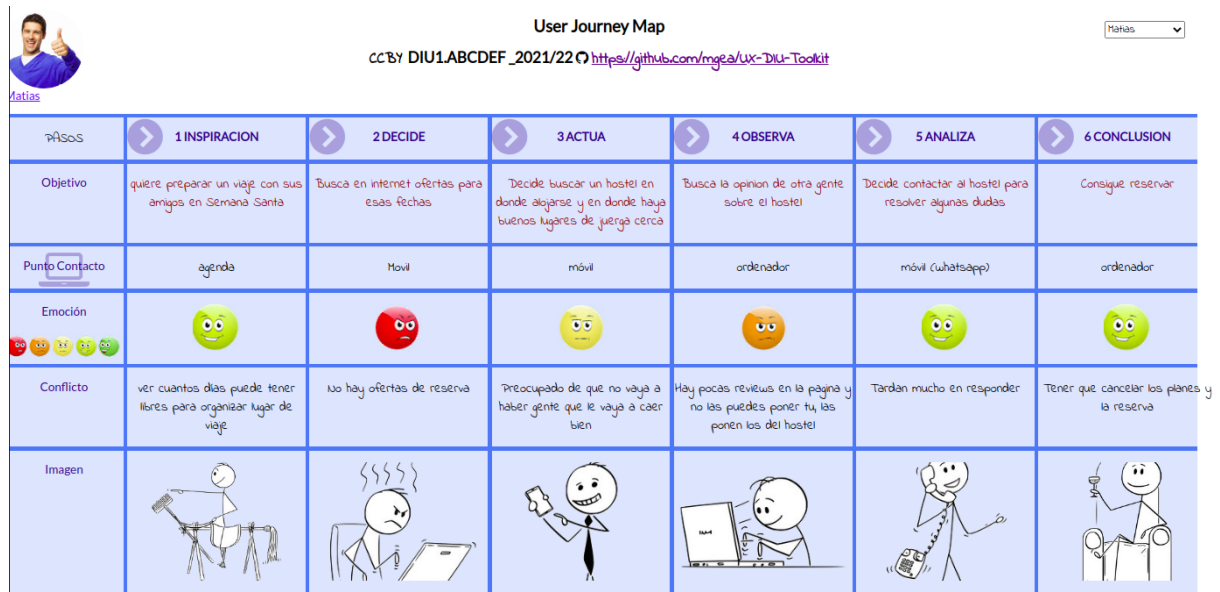 User Journey Map
Matias
CCBY DIU1.ABCDEF_2021/22 https://github.com/mgea/UX-DIU-Toolkit
Matias
PASOS
1 INSPIRACION
2 DECIDE
3 ACTUA
4 OBSERVA
5 ANALIZA
6 CONCLUSION
Objetivo
quiere preparar un viaje con sus
amigos en Semana Santa
Busca en internet ofertas para
esas fechas
Decide buscar un hostel en
donde alojarse y en donde haya
buenos lugares de juerga cerca
Busca la opinion de otra gente
sobre el hostel
Decide contactar al hostel para
resolver algunas dudas
Consigue reservar
Punto Contacto
agenda
Movil
móvil
ordenador
móvil (whatsapp)
ordenador
Emoción
Conflicto
ver cuantos días puede tener
libres para organizar lugar de
viaje
No hay ofertas de reserva
Preocupado de que no vaya a
haber gente que le vaya a caer
bien
Hay pocas reviews en la pagina y
no las puedes poner tu, las
ponen los del hostel
Tardan mucho en responder
Tener que cancelar los planes y
la reserva
Imagen